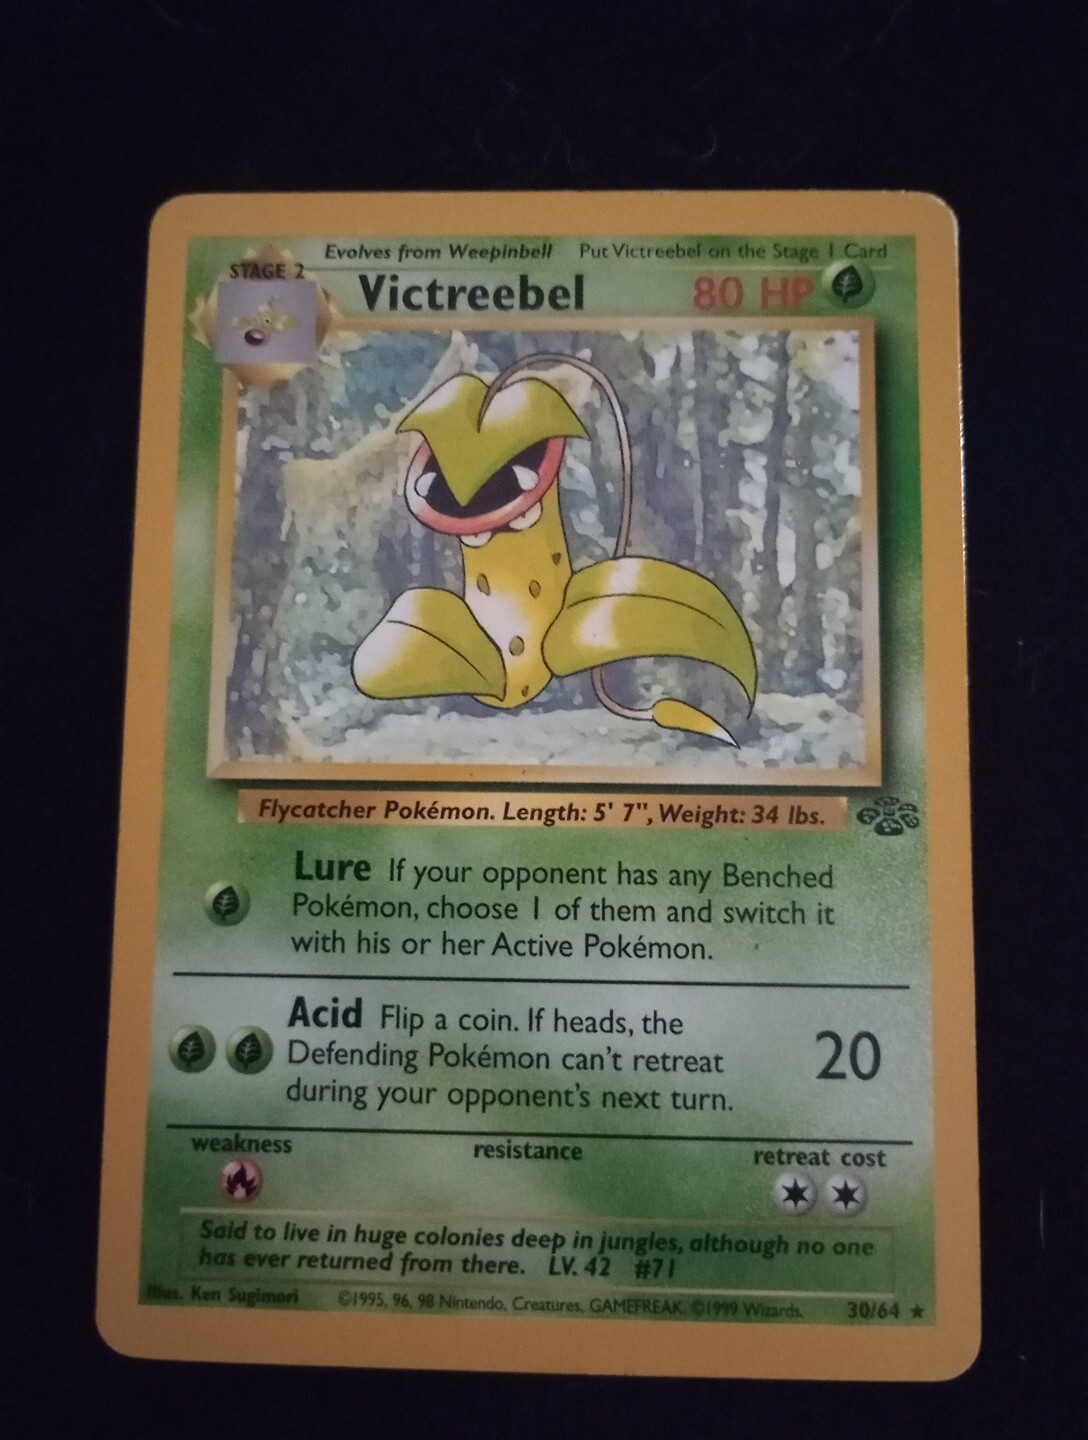 Evolves from Weepinbell Put Victreebel on the Stage 1 Card
STAGE 2
Victreebel 80 HP
Flycatcher Pokémon. Length: 5' 7", Weight: 34 lbs.
Lure If your opponent has any Benched
Pokémon, choose 1 of them and switch it
with his or her Active Pokémon.
Acid Flip a coin. If heads, the
Defending Pokémon can't retreat
during your opponent's next turn.
20
weakness resistance retreat cost
Said to live in huge colonies deep in jungles, although no one
has ever returned from there. LV. 42 #71
Illus. Ken Sugimori ©1995, 96, 98 Nintendo, Creatures, GAMEFREAK. ©1999 Wizards. 30/64 ★